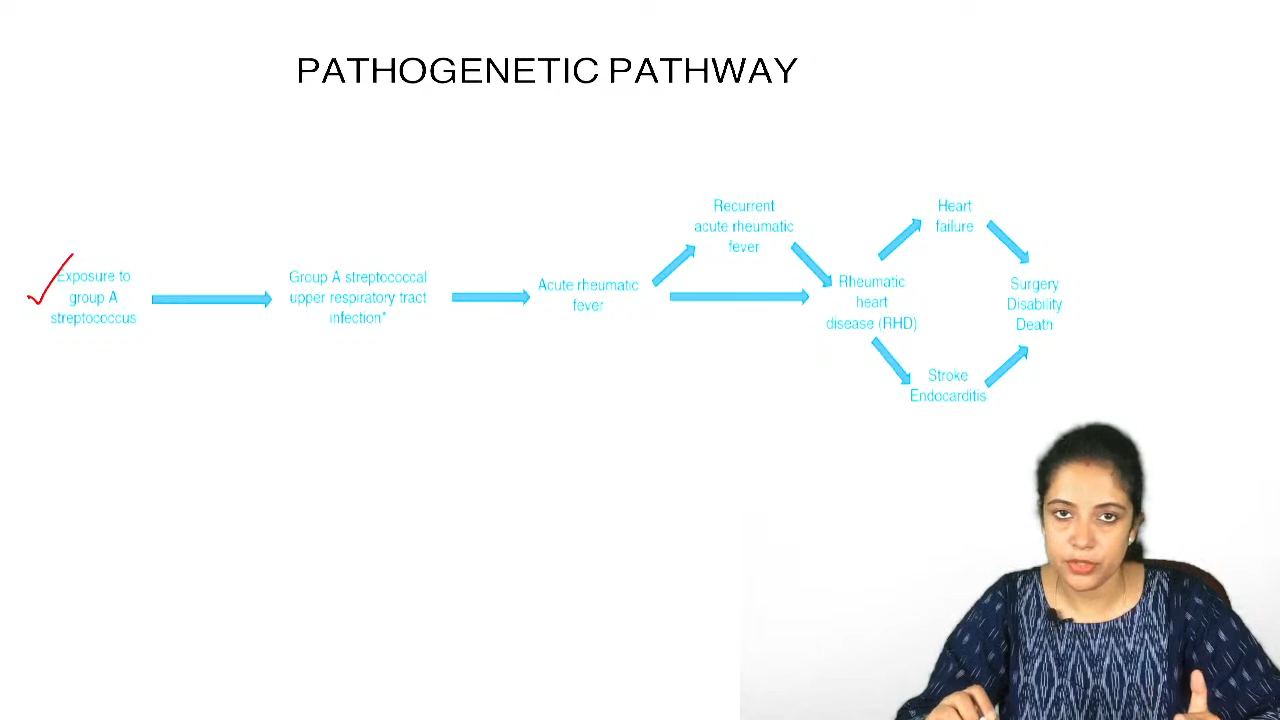 PATHOGENETIC PATHWAY
Exposure to
group A
streptococcus
Group A streptococcal
upper respiratory tract
infection*
Acute rheumatic
fever
Recurrent
acute rheumatic
fever
Rheumatic
heart
disease (RHD)
Heart
failure
Stroke
Endocarditis
Surgery
Disability
Death